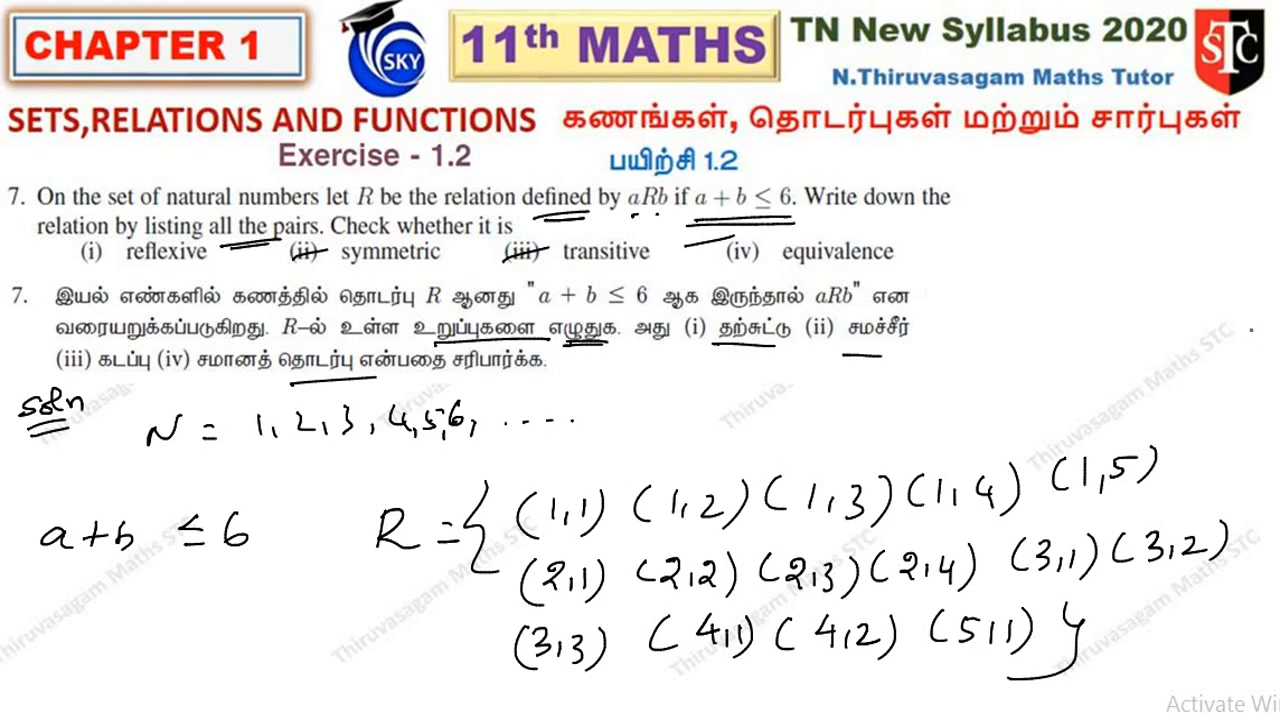 CHAPTER 1
SKY
11th MATHS
TN New Syllabus 2020
N.Thiruvasagam Maths Tutor
STC
SETS,RELATIONS AND FUNCTIONS கணங்கள், தொடர்புகள் மற்றும் சார்புகள்
Exercise - 1.2 பயிற்சி 1.2
7. On the set of natural numbers let R be the relation defined by aRb if a + b ≤ 6. Write down the
relation by listing all the pairs. Check whether it is
(i) reflexive (ii) symmetric (iii) transitive (iv) equivalence
7. இயல் எண்களில் கணத்தில் தொடர்பு R ஆனது "a + b ≤ 6 ஆக இருந்தால் aRb" என
வரையறுக்கப்படுகிறது. R–ல் உள்ள உறுப்புகளை எழுதுக. அது (i) தற்சுட்டு (ii) சமச்சீர்
(iii) கடப்பு (iv) சமானத் தொடர்பு என்பதை சரிபார்க்க.
Soln
N = 1, 2, 3, 4, 5, 6, ....
a+b ≤ 6 R = { (1,1) (1,2) (1,3) (1,4) (1,5)
(2,1) (2,2) (2,3) (2,4) (3,1) (3,2)
(3,3) (4,1) (4,2) (5,1) }
Thiruvasagam Maths STC
Activate Wi